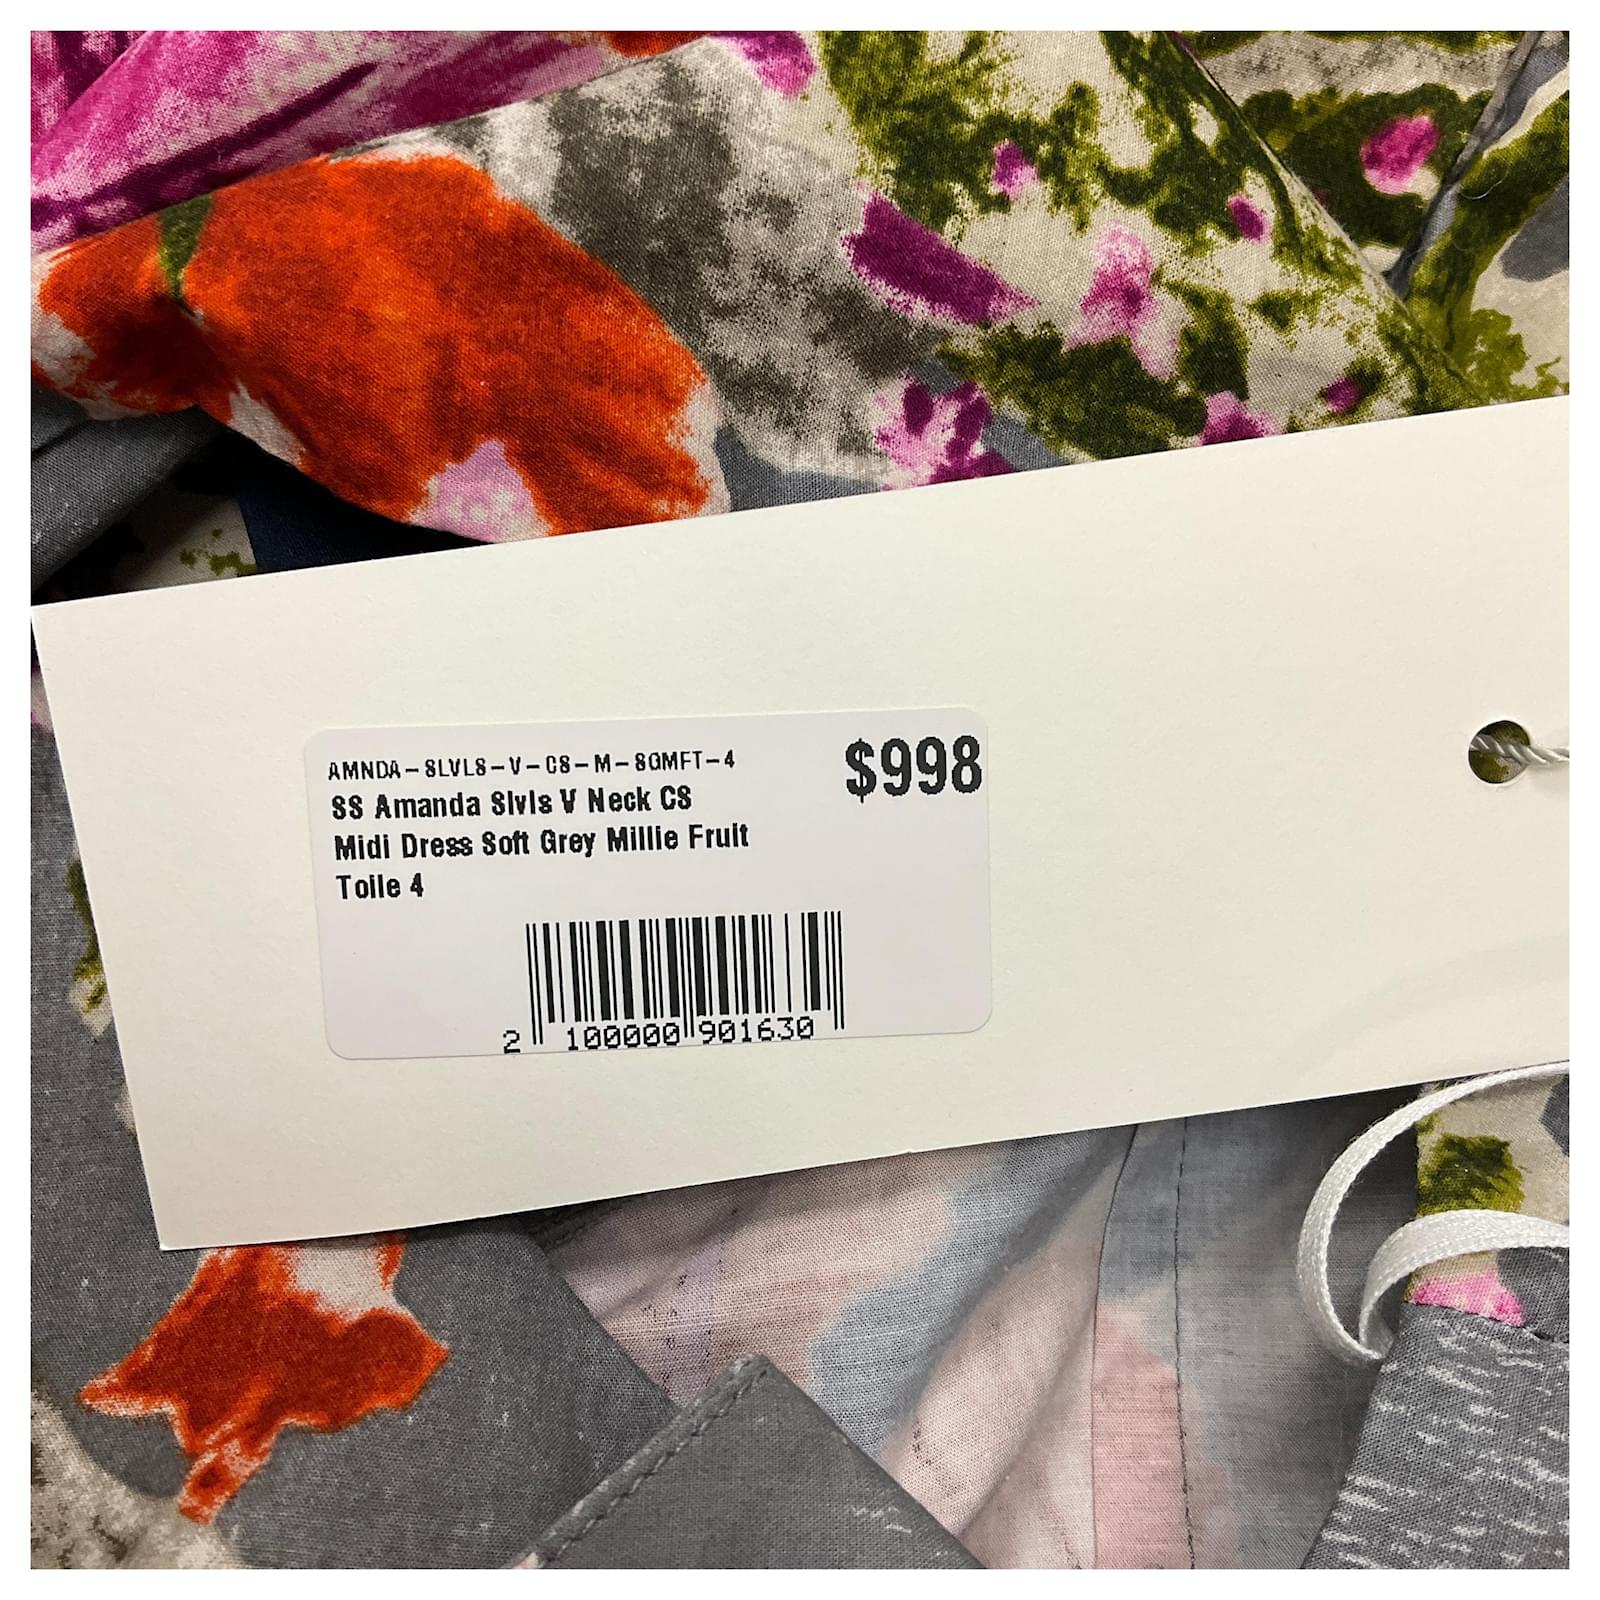 AMNDA-SLVLS-V-CS-M-SGMFT-4
$998
SS Amanda Slvls V Neck CS
Midi Dress Soft Grey Millie Fruit
Toile 4
2 100000 901630